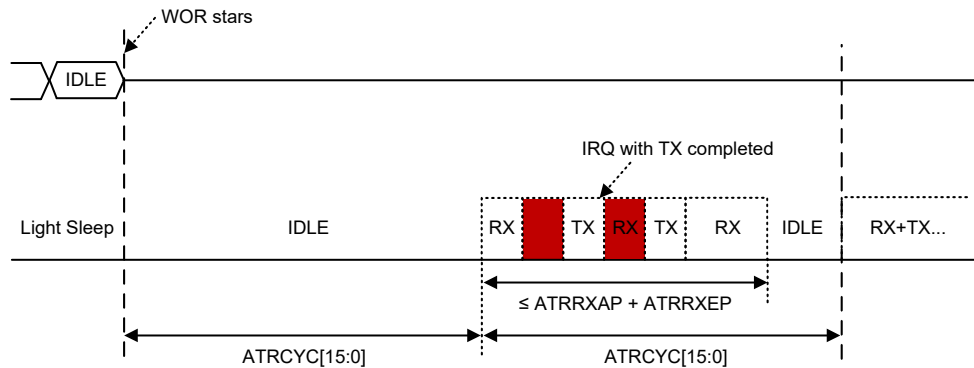 WOR stars
IDLE
IRQ with TX completed
Light Sleep
IDLE
RX
TX
RX
TX
RX
IDLE
RX+TX...
≤ ATRRXAP + ATRRXEP
ATRCYC[15:0]
ATRCYC[15:0]